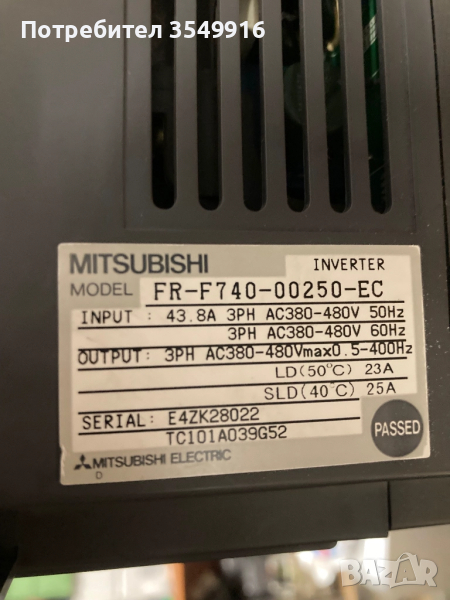 Потребител 3549916
MITSUBISHI INVERTER
MODEL FR-F740-00250-EC
INPUT : 43.8A 3PH AC380-480V 50Hz
3PH AC380-480V 60Hz
OUTPUT: 3PH AC380-480Vmax0.5-400Hz
LD(50°C) 23A
SLD(40°C) 25A
SERIAL: E4ZK28022
TC101A039G52
PASSED
MITSUBISHI ELECTRIC
D
BAZAR